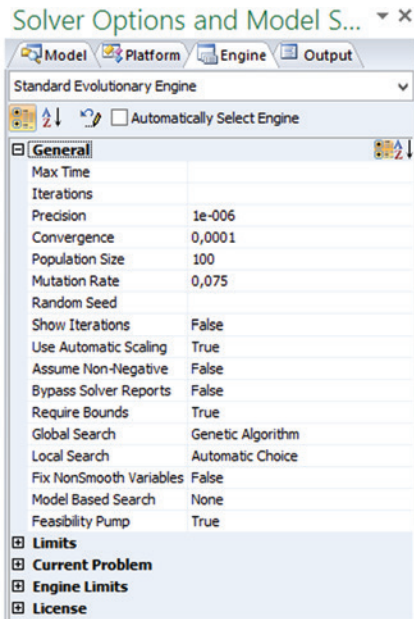 Solver Options and Model S...
Model Platform Engine Output
Standard Evolutionary Engine
Automatically Select Engine
General
Max Time
Iterations
Precision 1e-006
Convergence 0,0001
Population Size 100
Mutation Rate 0,075
Random Seed
Show Iterations False
Use Automatic Scaling True
Assume Non-Negative False
Bypass Solver Reports False
Require Bounds True
Global Search Genetic Algorithm
Local Search Automatic Choice
Fix NonSmooth Variables False
Model Based Search None
Feasibility Pump True
Limits
Current Problem
Engine Limits
License